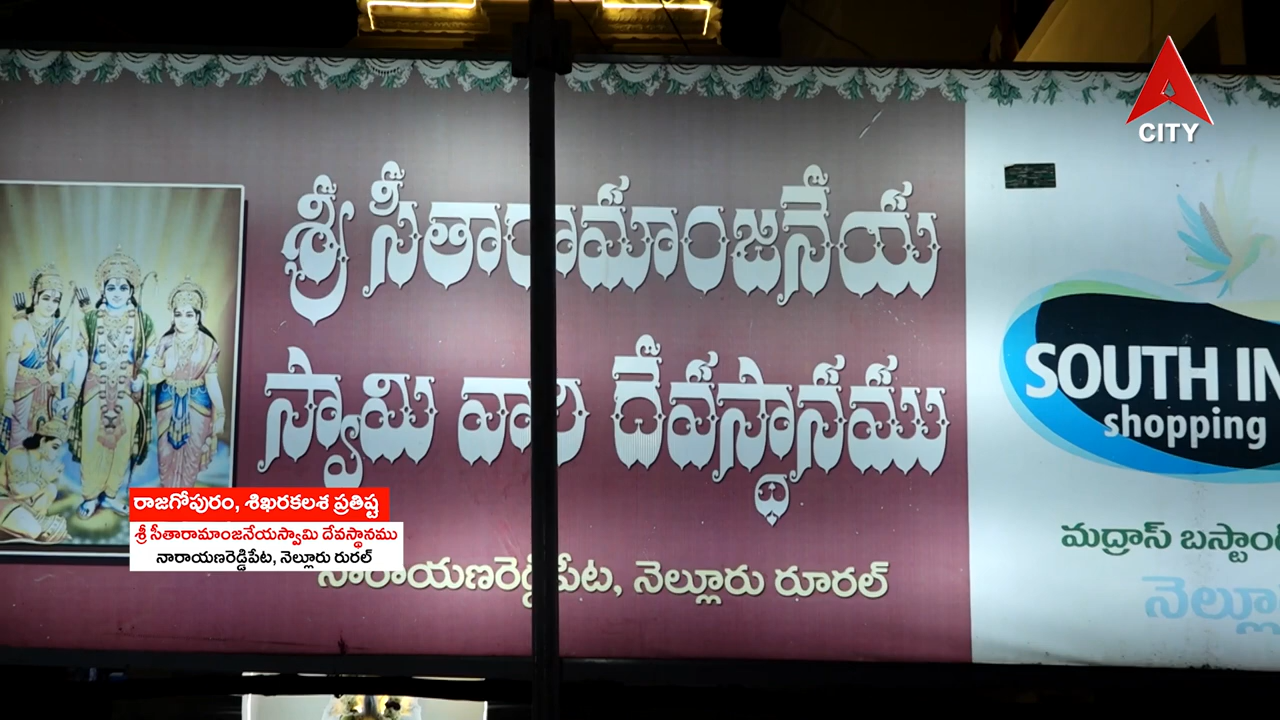 CITY
శ్రీ సీతారామాంజనేయ
స్వామి వారి దేవస్థానము
నారాయణరెడ్డిపేట, నెల్లూరు రూరల్
SOUTH IN
shopping
మద్రాస్ బస్టాం
నెల్లూ
రాజగోపురం, శిఖరకలశ ప్రతిష్ట
శ్రీ సీతారామాంజనేయస్వామి దేవస్థానము
నారాయణరెడ్డిపేట, నెల్లూరు రురల్